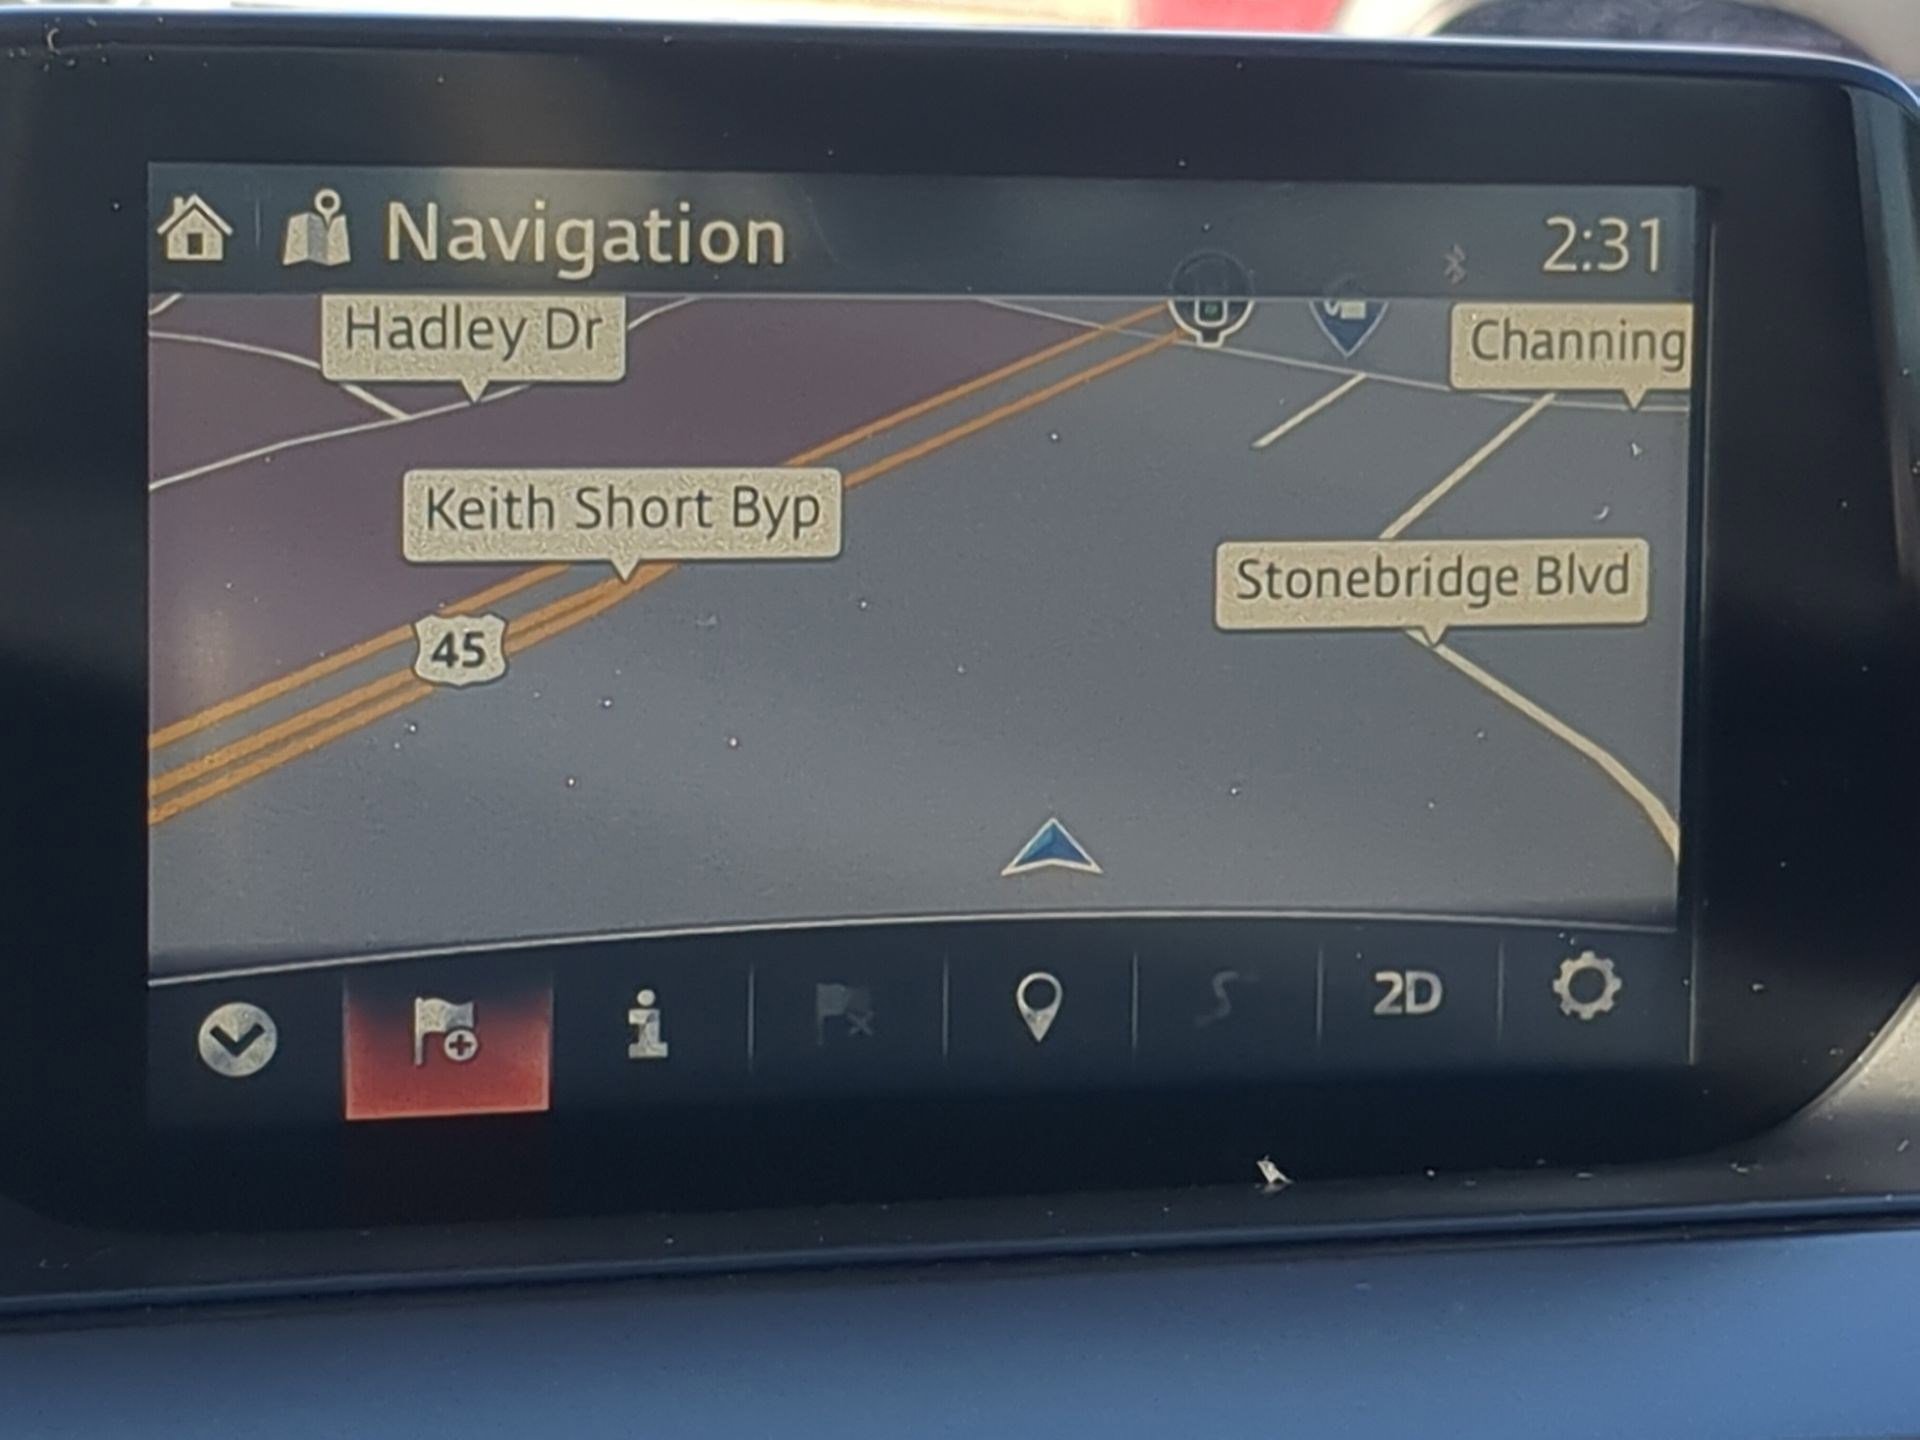 Navigation
2:31
Hadley Dr
Channing
Keith Short Byp
Stonebridge Blvd
45
2D